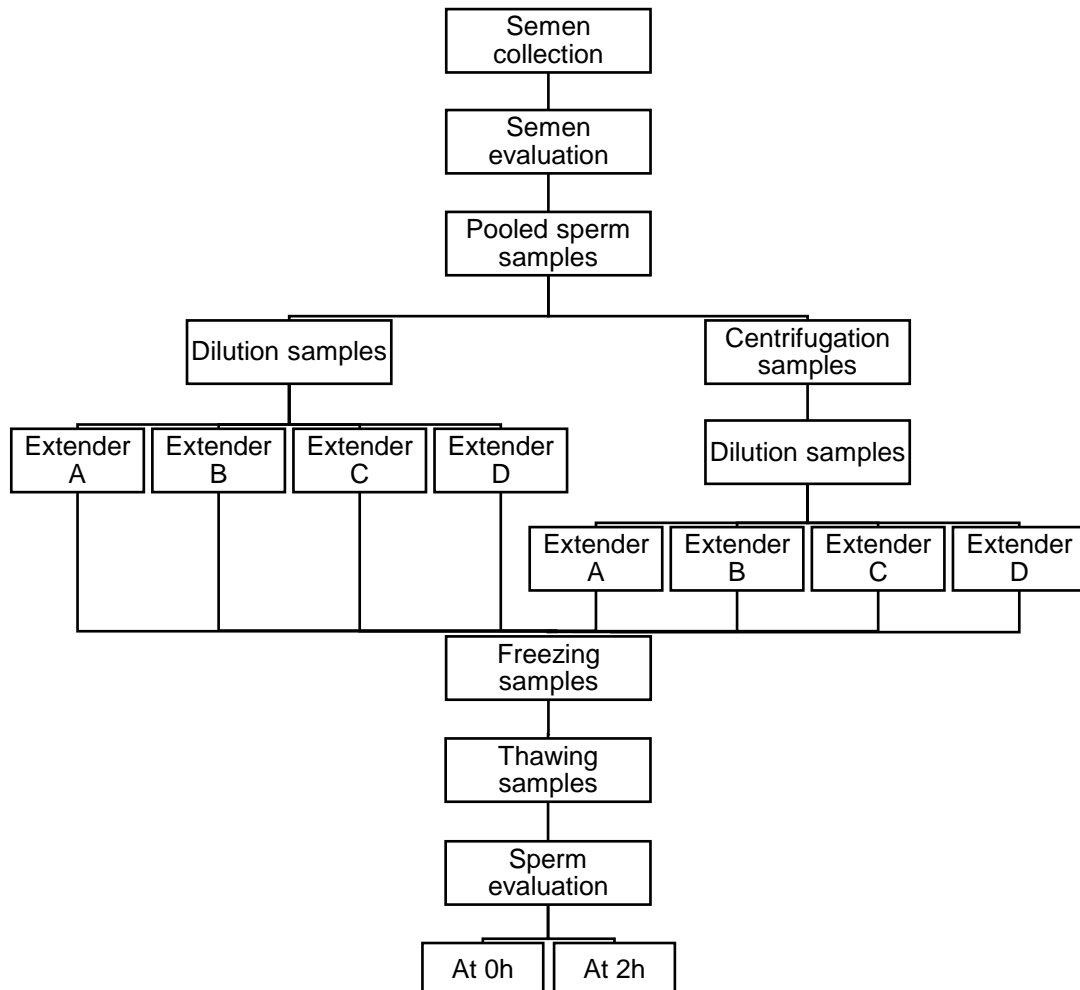 Semen
collection
Semen
evaluation
Pooled sperm
samples
Dilution samples
Centrifugation
samples
Extender
A
Extender
B
Extender
C
Extender
D
Dilution samples
Extender
A
Extender
B
Extender
C
Extender
D
Freezing
samples
Thawing
samples
Sperm
evaluation
At 0h
At 2h